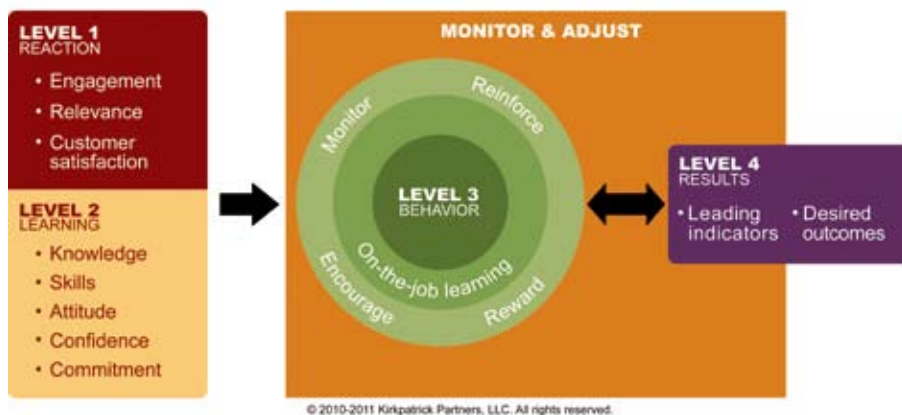 LEVEL 1
REACTION
• Engagement
• Relevance
• Customer
satisfaction
LEVEL 2
LEARNING
• Knowledge
• Skills
• Attitude
• Confidence
• Commitment
MONITOR & ADJUST
Monitor
Reinforce
LEVEL 3
BEHAVIOR
On-the-job learning
Encourage
Reward
LEVEL 4
RESULTS
• Leading
indicators
• Desired
outcomes
© 2010-2011 Kirkpatrick Partners, LLC. All rights reserved.